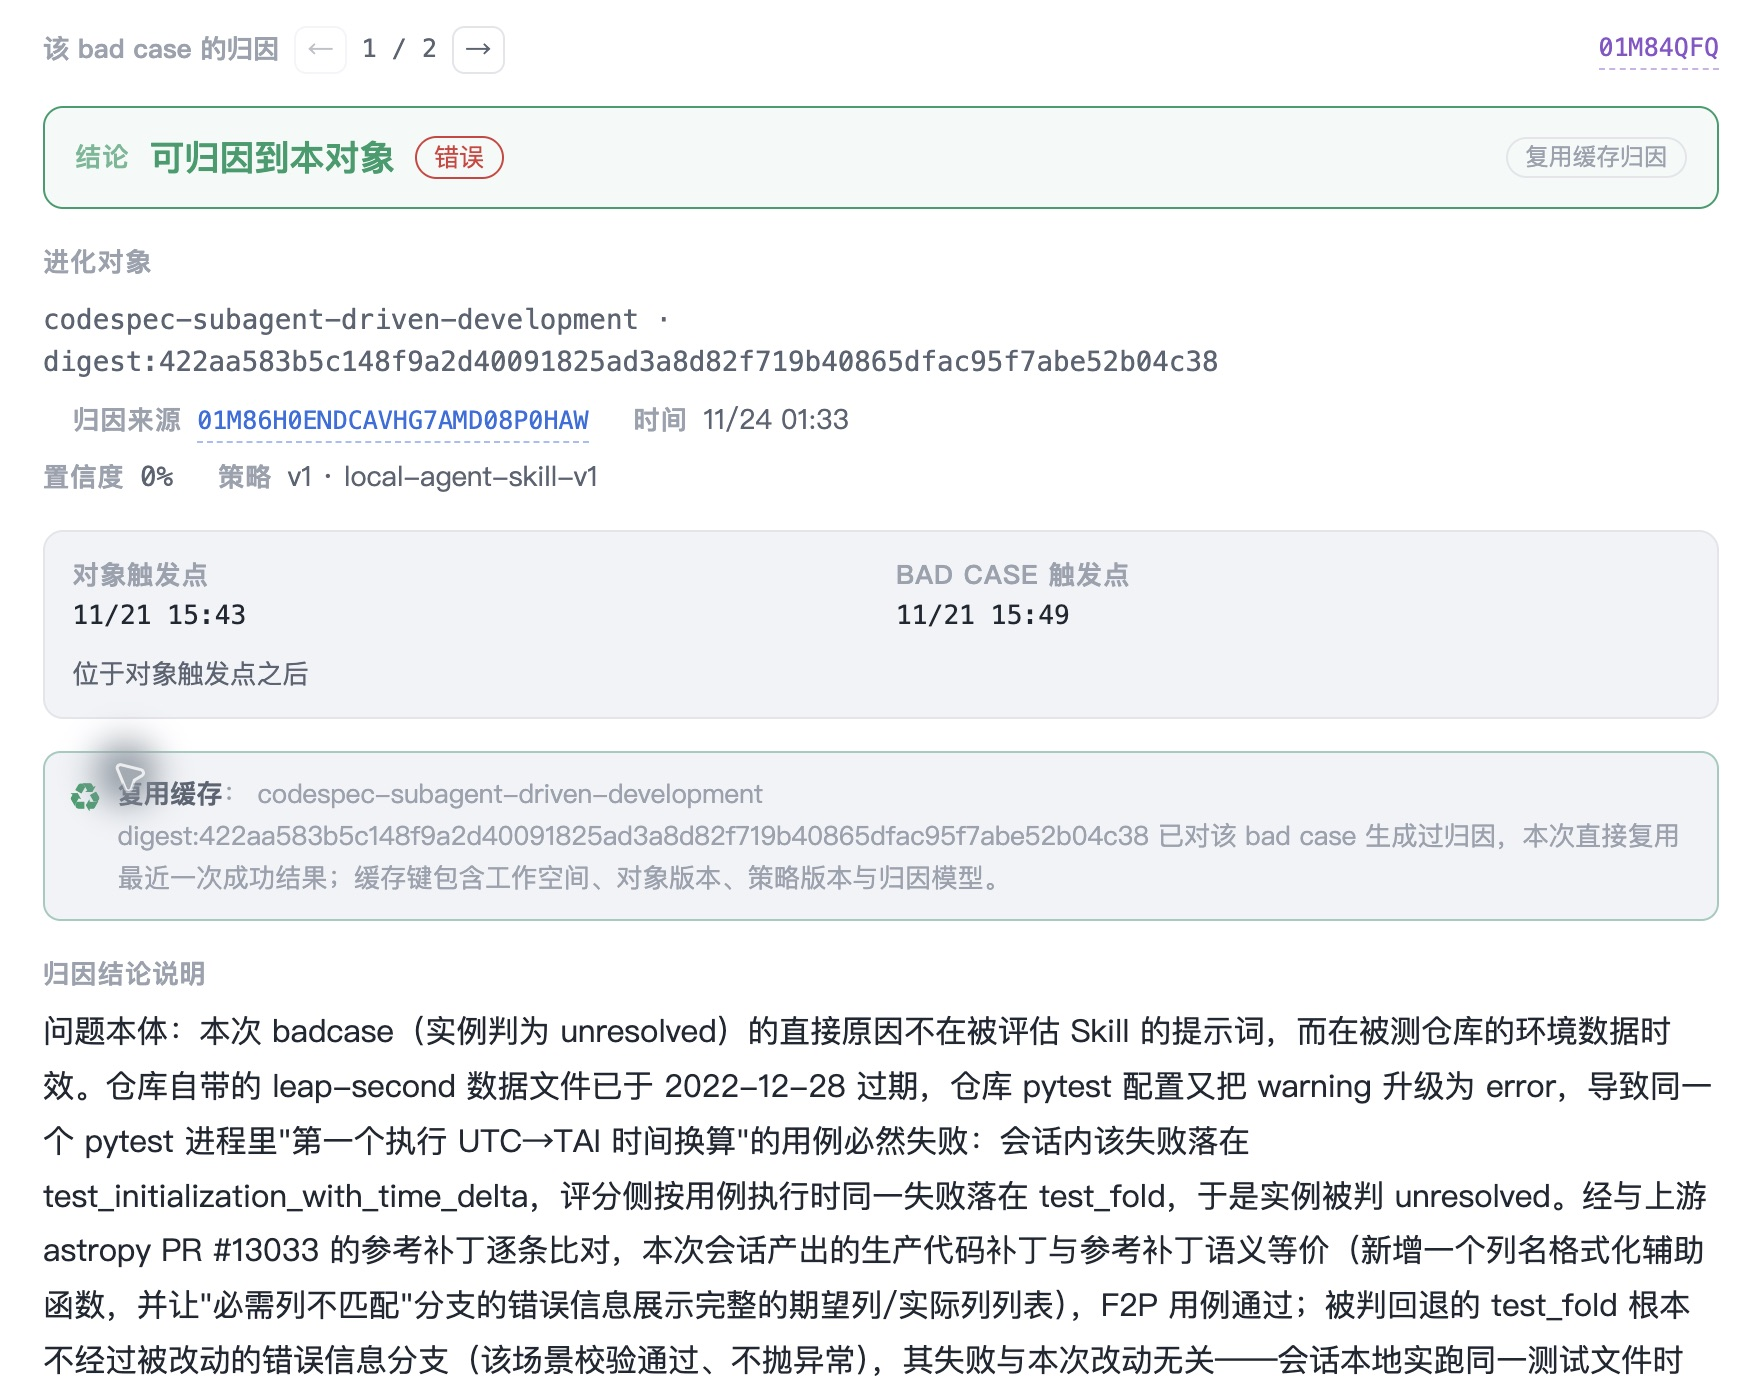 该 bad case 的归因 ← 1 / 2 → 01M84QFQ
结论 可归因到本对象 错误 复用缓存归因
进化对象
codespec-subagent-driven-development ·
digest:422aa583b5c148f9a2d40091825ad3a8d82f719b40865dfac95f7abe52b04c38
归因来源 01M86H0ENDCAVHG7AMD08P0HAW 时间 11/24 01:33
置信度 0% 策略 v1 · local-agent-skill-v1
对象触发点 BAD CASE 触发点
11/21 15:43 11/21 15:49
位于对象触发点之后
复用缓存： codespec-subagent-driven-development
digest:422aa583b5c148f9a2d40091825ad3a8d82f719b40865dfac95f7abe52b04c38 已对该 bad case 生成过归因，本次直接复用
最近一次成功结果；缓存键包含工作空间、对象版本、策略版本与归因模型。
归因结论说明
问题本体：本次 badcase（实例判为 unresolved）的直接原因不在被评估 Skill 的提示词，而在被测仓库的环境数据时
效。仓库自带的 leap-second 数据文件已于 2022-12-28 过期，仓库 pytest 配置又把 warning 升级为 error，导致同一
个 pytest 进程里"第一个执行 UTC→TAI 时间换算"的用例必然失败：会话内该失败落在
test_initialization_with_time_delta，评分侧按用例执行时同一失败落在 test_fold，于是实例被判 unresolved。经与上游
astropy PR #13033 的参考补丁逐条比对，本次会话产出的生产代码补丁与参考补丁语义等价（新增一个列名格式化辅助
函数，并让"必需列不匹配"分支的错误信息展示完整的期望列/实际列列表），F2P 用例通过；被判回退的 test_fold 根本
不经过被改动的错误信息分支（该场景校验通过、不抛异常），其失败与本次改动无关——会话本地实跑同一测试文件时